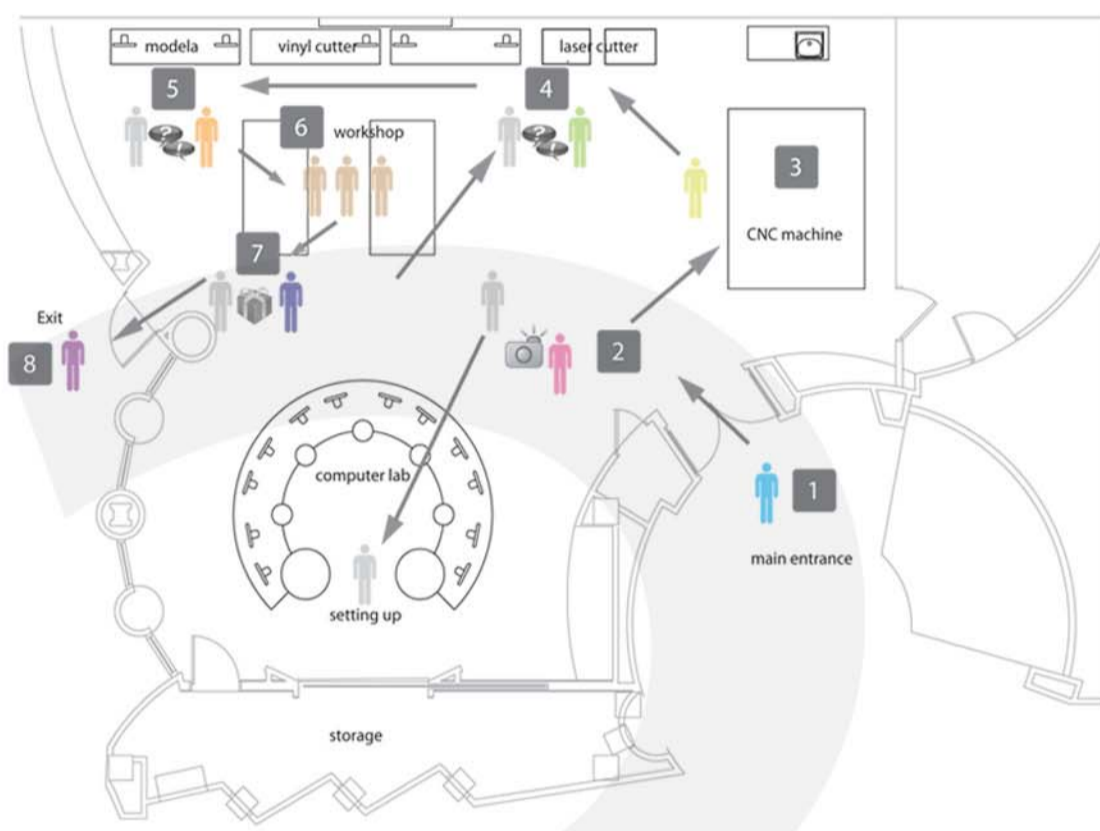 modela
vinyl cutter
laser cutter
5
4
6
workshop
3
CNC machine
7
Exit
8
2
computer lab
1
main entrance
setting up
storage